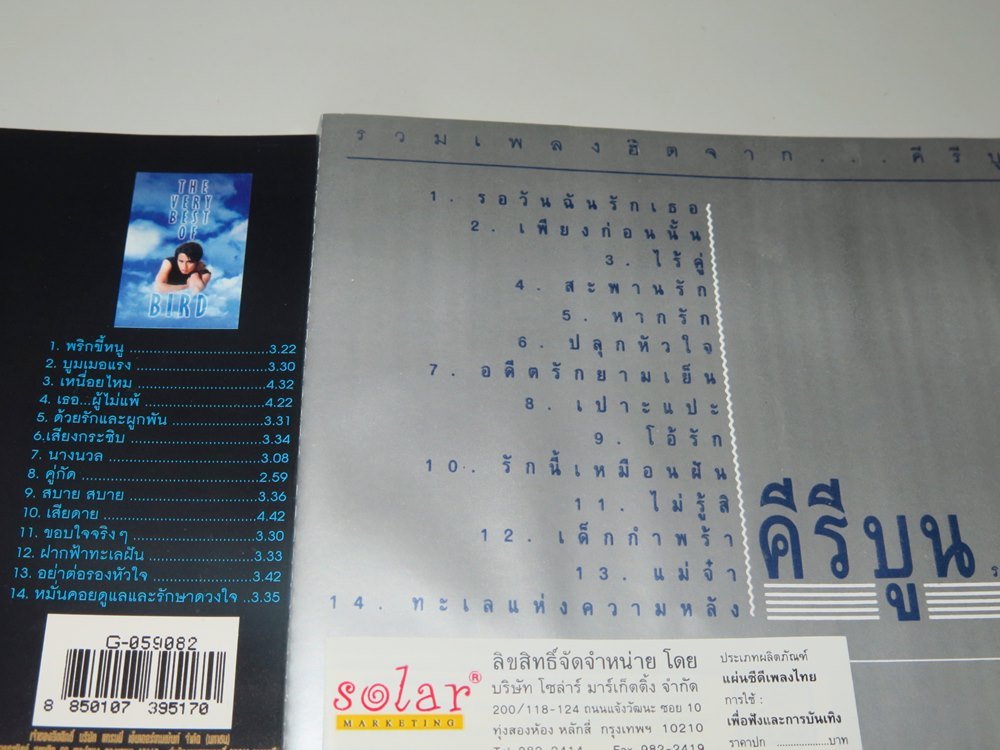 THE
VERY
BEST
OF
BIRD
1. พริกขี้หนู ........................3.22
2. บูมเมอแรง .......................3.30
3. เหนื่อยไหม .......................4.32
4. เธอ...ผู้ไม่แพ้ .....................4.22
5. ด้วยรักและผูกพัน ...................3.31
6.เสียงกระซิบ ........................3.34
7. นางนวล ..........................3.08
8. คู่กัด .............................2.59
9. สบาย สบาย .......................3.36
10. เสียดาย .........................4.42
11. ขอบใจจริงๆ ......................3.30
12. ฝากฟ้าทะเลฝัน ...................3.33
13. อย่าต่อรองหัวใจ ..................3.42
14. หมั่นคอยดูแลและรักษาดวงใจ ..3.35
G-059082
8 850107 395170
รวมเพลงฮิตจาก...คีรีบู
1. รอวันฉันรักเธอ
2. เพียงก่อนนั้น
3. ไร้คู่
4. สะพานรัก
5. หากรัก
6. ปลุกหัวใจ
7. อดีตรักยามเย็น
8. เปาะแปะ
9. โอ้รัก
10. รักนี้เหมือนฝัน
11. ไม่รู้สิ
12. เด็กกำพร้า
13. แม่จ๋า
14. ทะเลแห่งความหลัง
คีรีบูน
solar®
MARKETING
ลิขสิทธิ์จัดจำหน่าย โดย
บริษัท โซล่าร์ มาร์เก็ตติ้ง จำกัด
200/118-124 ถนนแจ้งวัฒนะ ซอย 10
ทุ่งสองห้อง หลักสี่ กรุงเทพฯ 10210
Tel 982-2414 Fax 982-2419
ประเภทผลิตภัณฑ์
แผ่นซีดีเพลงไทย
การใช้ :
เพื่อฟังและการบันเทิง
ราคาปก ...................บาท